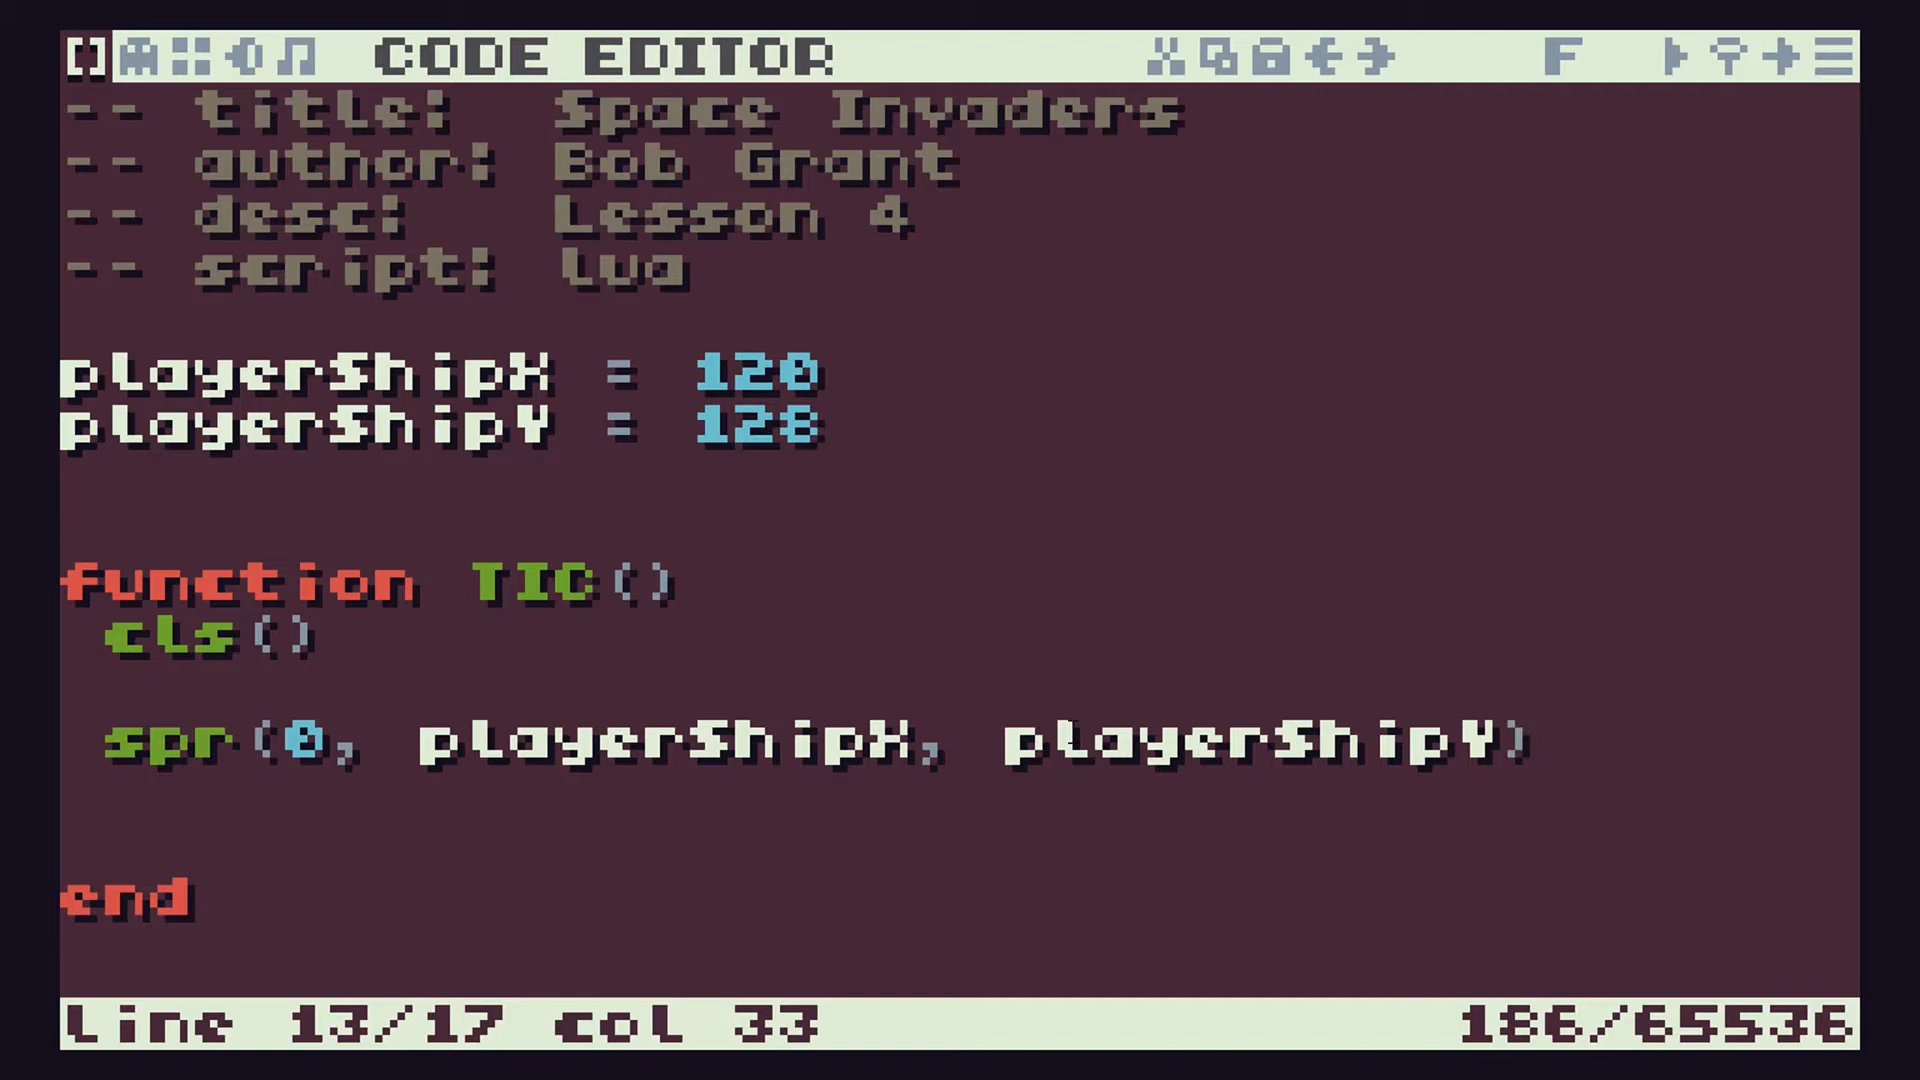 CODE EDITOR F
-- title: Space Invaders
-- author: Bob Grant
-- desc: Lesson 4
-- script: lua
playerShipX = 120
playerShipY = 128
function TIC()
cls()
spr(0, playerShipX, playerShipY)
end
line 13/17 col 33 186/65536